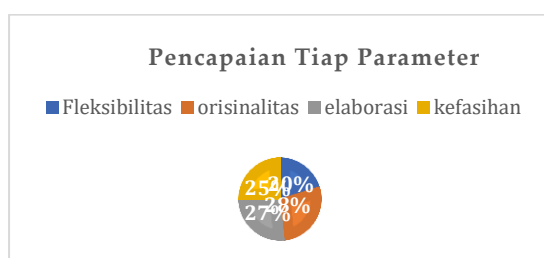 Pencapaian Tiap Parameter
Fleksibilitas orisinalitas elaborasi kefasihan
25% 20%
27% 28%